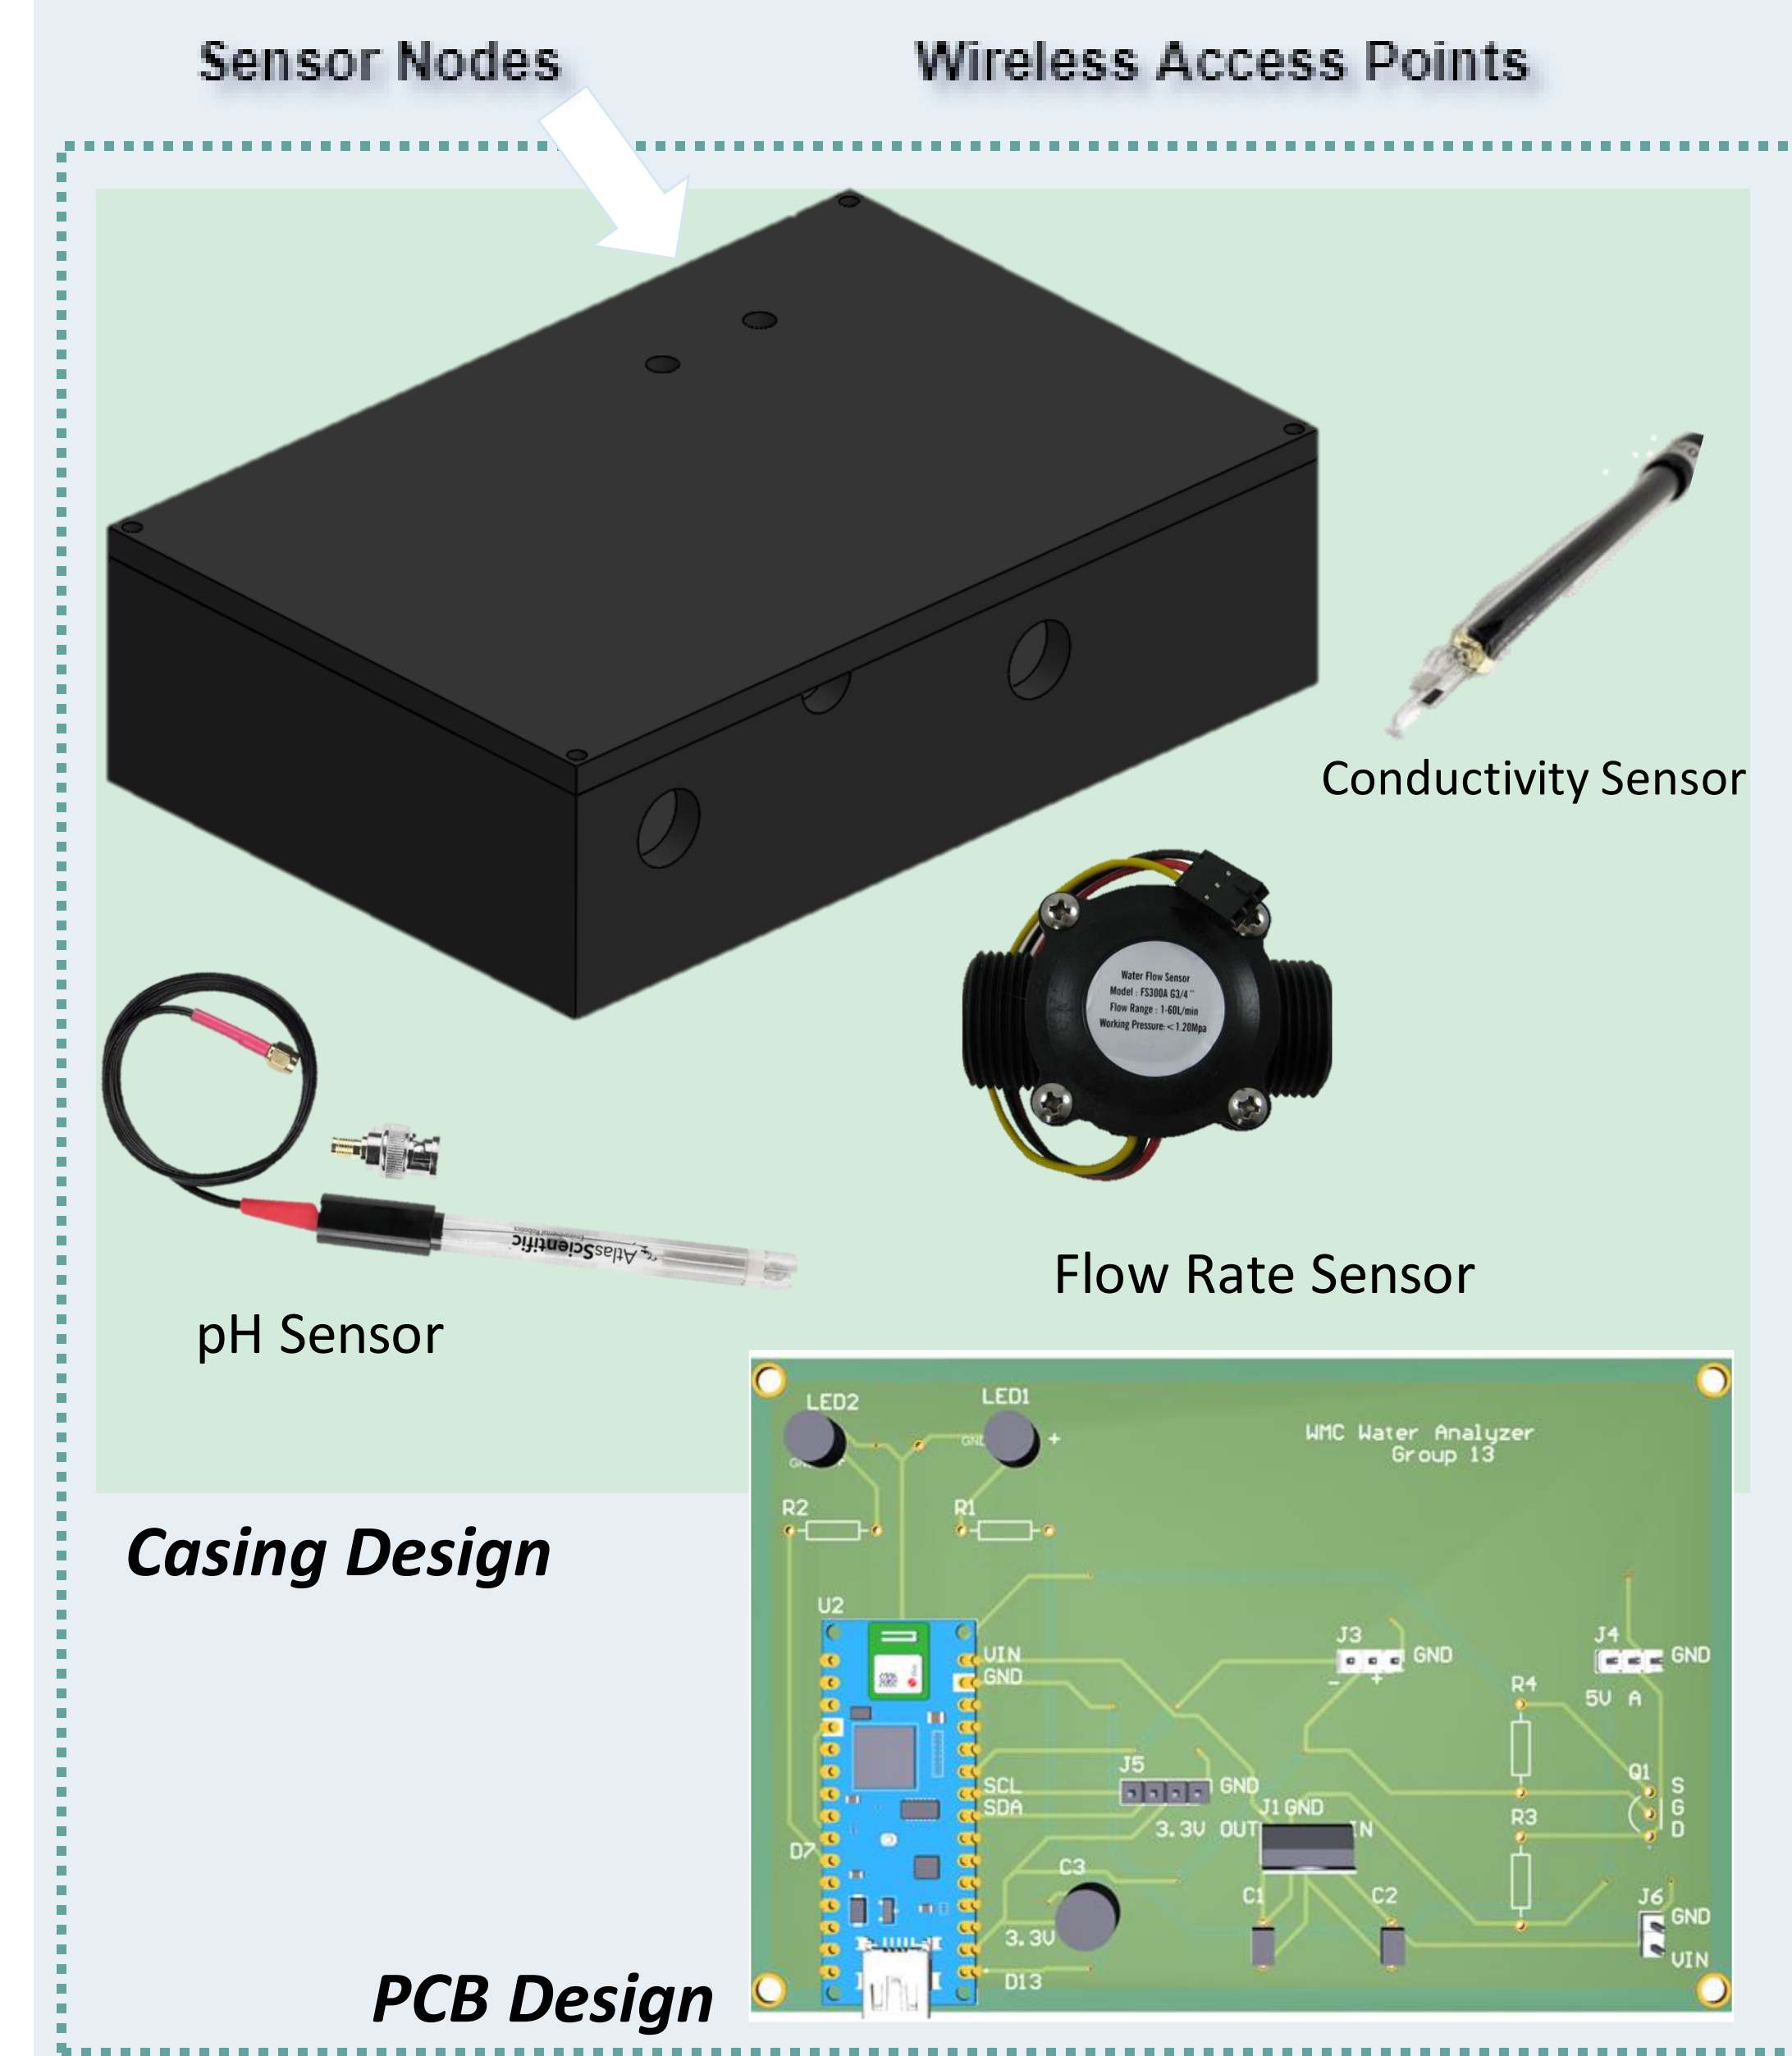 Sensor Nodes
Wireless Access Points
Conductivity Sensor
Water Flow Sensor
Model : FS300A G3/4"
Flow Range : 1-60L/min
Working Pressure: < 1.20Mpa
AtlasScientific
Environmental Robotics
Flow Rate Sensor
pH Sensor
LED2
LED1
GND
+
WMC Water Analyzer
Group 13
R2
R1
Casing Design
U2
VIN
GND
J3
GND
- +
J4
GND
5V A
R4
J5
GND
SCL
SDA
Q1
S
G
D
J1 GND
3.3V OUT
IN
R3
D7
C3
C1
C2
J6
GND
VIN
3.3V
D13
PCB Design